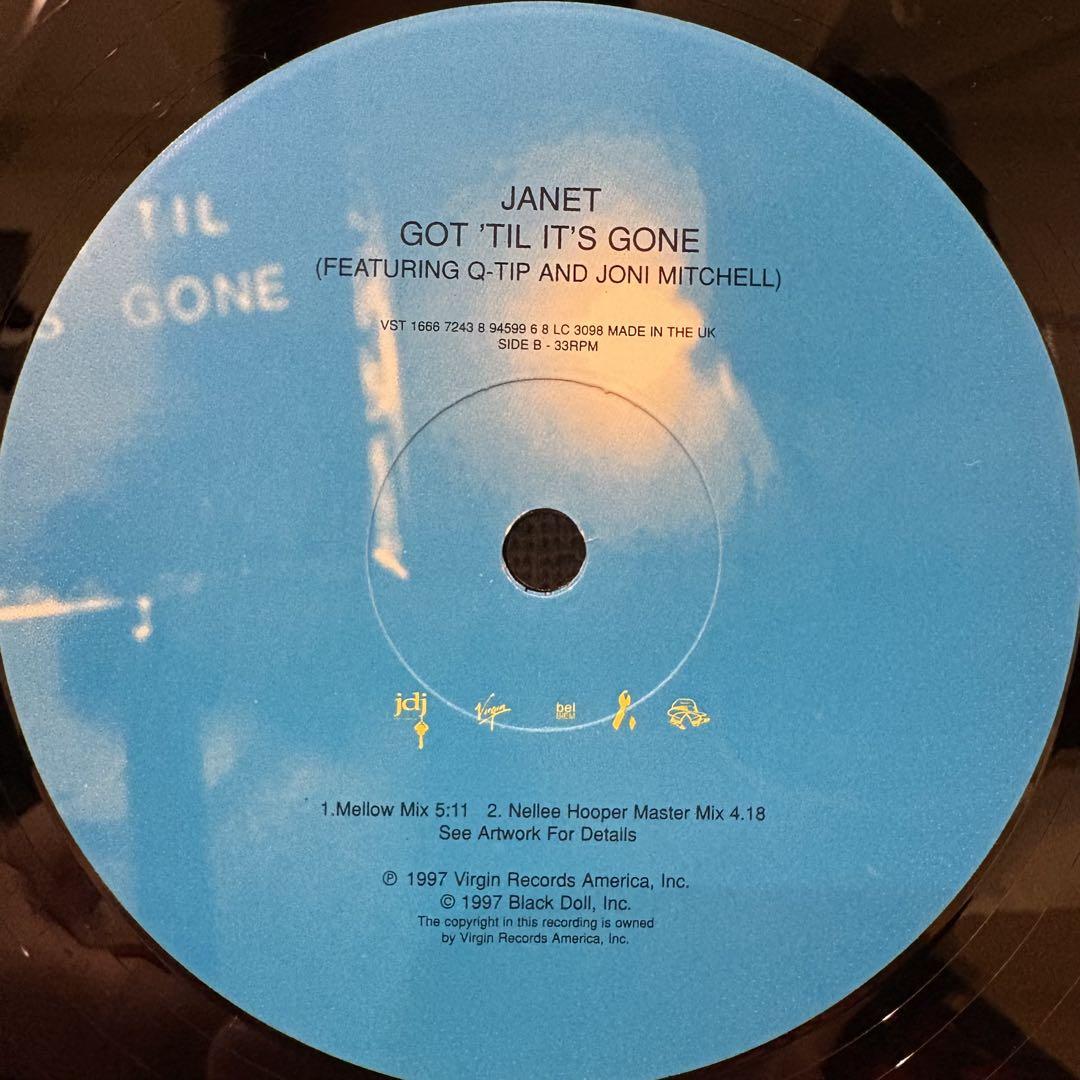 TIL
GONE
JANET
GOT 'TIL IT'S GONE
(FEATURING Q-TIP AND JONI MITCHELL)
VST 1666 7243 8 94599 6 8 LC 3098 MADE IN THE UK
SIDE B - 33RPM
jdj
Virgin
bel
1.Mellow Mix 5:11 2. Nellee Hooper Master Mix 4.18
See Artwork For Details
℗ 1997 Virgin Records America, Inc.
© 1997 Black Doll, Inc.
The copyright in this recording is owned
by Virgin Records America, Inc.